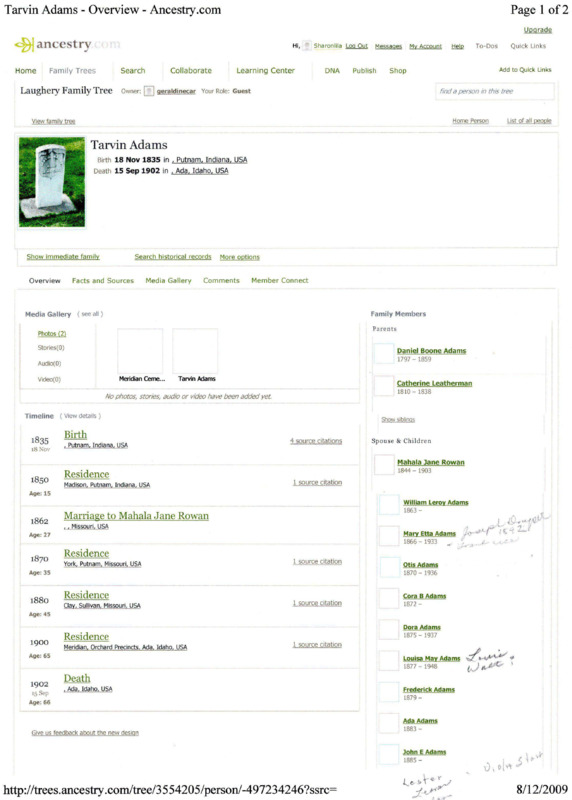 Tarvin Adams - Overview - Ancestry.com
Page 1 of 2
Upgrade
ancestry.com
Hi, Sharonilia Log Out Messages My Account Help To-Dos Quick Links
Home Family Trees Search Collaborate Learning Center DNA Publish Shop Add to Quick Links
Laughery Family Tree Owner: geraldinecar Your Role: Guest
find a person in this tree
View family tree
Home Person List of all people
Tarvin Adams
Birth 18 Nov 1835 in , Putnam, Indiana, USA
Death 15 Sep 1902 in , Ada, Idaho, USA
Show immediate family Search historical records More options
Overview Facts and Sources Media Gallery Comments Member Connect
Media Gallery ( see all )
Photos (2)
Stories(0)
Audio(0)
Video(0)
Meridian Ceme... Tarvin Adams
No photos, stories, audio or video have been added yet.
Timeline ( View details )
1835 Birth
18 Nov , Putnam, Indiana, USA
4 source citations
1850 Residence
Age: 15 Madison, Putnam, Indiana, USA
1 source citation
1862 Marriage to Mahala Jane Rowan
Age: 27 , , Missouri, USA
1870 Residence
Age: 35 York, Putnam, Missouri, USA
1 source citation
1880 Residence
Age: 45 Clay, Sullivan, Missouri, USA
1 source citation
1900 Residence
Age: 65 Meridian, Orchard Precincts, Ada, Idaho, USA
1 source citation
1902 Death
15 Sep , Ada, Idaho, USA
Age: 66
Give us feedback about the new design
Family Members
Parents
Daniel Boone Adams
1797 – 1859
Catherine Leatherman
1810 – 1838
Show siblings
Spouse & Children
Mahala Jane Rowan
1844 – 1903
William Leroy Adams
1863 –
Mary Etta Adams Joseph
1866 – 1933
Otis Adams
1870 – 1936
Cora B Adams
1872 –
Dora Adams
1875 – 1937
Louisa May Adams Lewis
1877 – 1948 Walt ?
Frederick Adams
1879 –
Ada Adams
1883 –
John E Adams
1885 –
Lester
http://trees.ancestry.com/tree/3554205/person/-497234246?ssrc=
8/12/2009